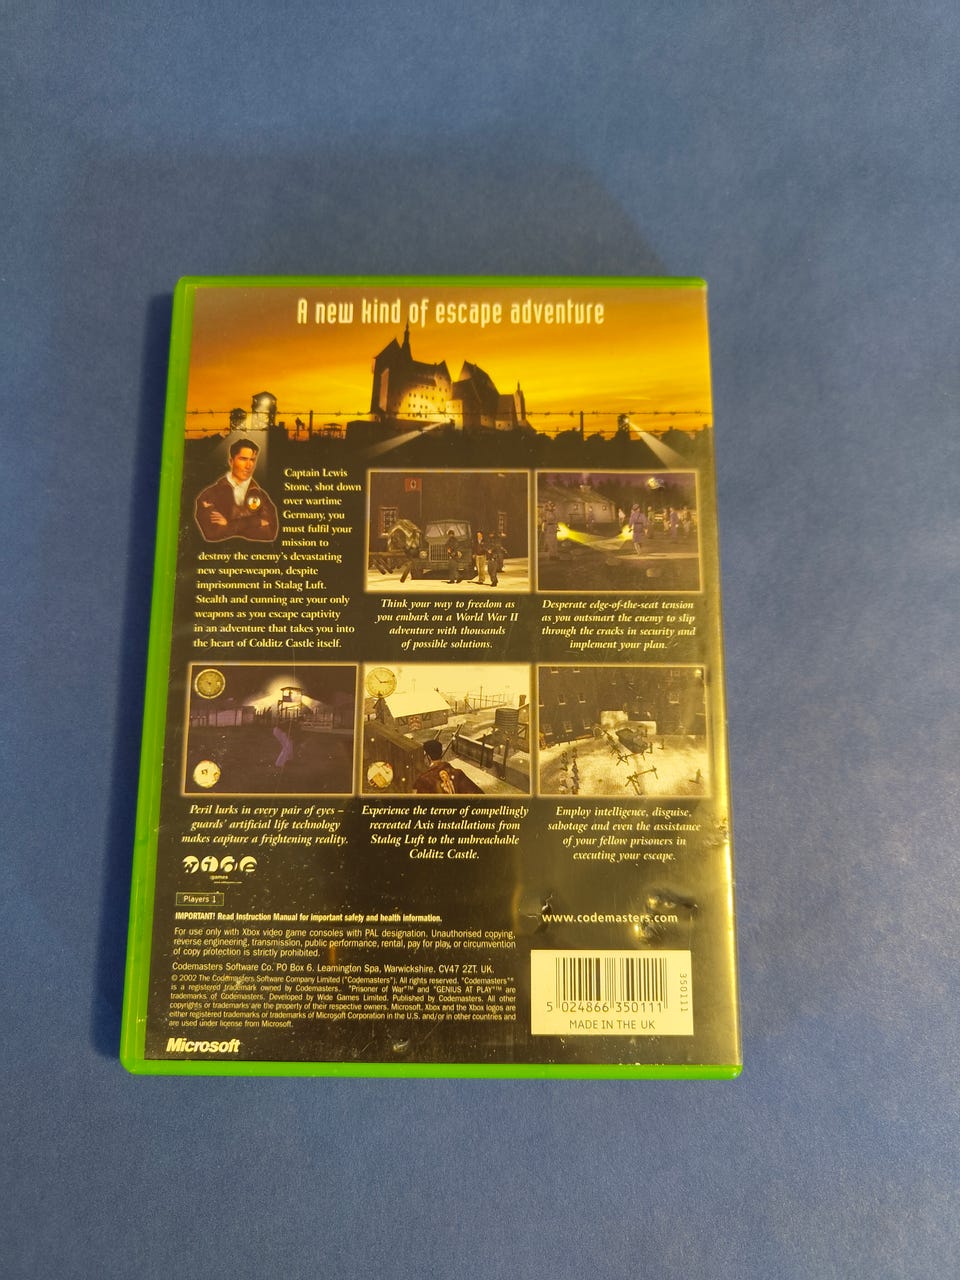 A new kind of escape adventure
Captain Lewis
Stone, shot down
over wartime
Germany, you
must fulfil your
mission to
destroy the enemy's devastating
new super-weapon, despite
imprisonment in Stalag Luft.
Stealth and cunning are your only
weapons as you escape captivity
in an adventure that takes you into
the heart of Colditz Castle itself.
Think your way to freedom as
you embark on a World War II
adventure with thousands
of possible solutions.
Desperate edge-of-the-seat tension
as you outsmart the enemy to slip
through the cracks in security and
implement your plan.
Peril lurks in every pair of eyes –
guards' artificial life technology
makes capture a frightening reality.
Experience the terror of compellingly
recreated Axis installations from
Stalag Luft to the unbreachable
Colditz Castle.
Employ intelligence, disguise,
sabotage and even the assistance
of your fellow prisoners in
executing your escape.
wide
games
Players 1
IMPORTANT! Read Instruction Manual for important safety and health information.
For use only with Xbox video game consoles with PAL designation. Unauthorised copying,
reverse engineering, transmission, public performance, rental, pay for play, or circumvention
of copy protection is strictly prohibited.
Codemasters Software Co. PO Box 6, Leamington Spa, Warwickshire. CV47 2ZT. UK.
© 2002 The Codemasters Software Company Limited ("Codemasters"). All rights reserved. "Codemasters"®
is a registered trademark owned by Codemasters. "Prisoner of War"™ and "GENIUS AT PLAY"™ are
trademarks of Codemasters. Developed by Wide Games Limited. Published by Codemasters. All other
copyrights or trademarks are the property of their respective owners. Microsoft, Xbox and the Xbox logos are
either registered trademarks or trademarks of Microsoft Corporation in the U.S. and/or in other countries and
are used under license from Microsoft.
Microsoft
www.codemasters.com
5 024866 350111
MADE IN THE UK
350111